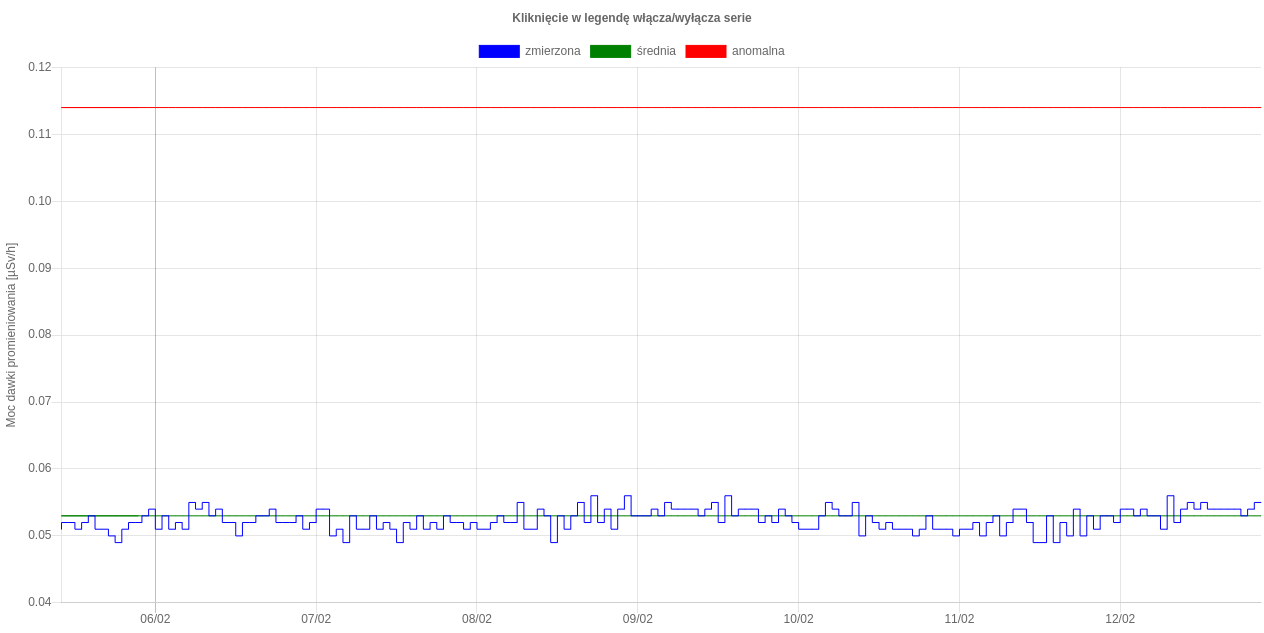 Kliknięcie w legendę włącza/wyłącza serie
zmierzona średnia anomalna
Moc dawki promieniowania [µSv/h]
0.12
0.11
0.10
0.09
0.08
0.07
0.06
0.05
0.04
06/02 07/02 08/02 09/02 10/02 11/02 12/02